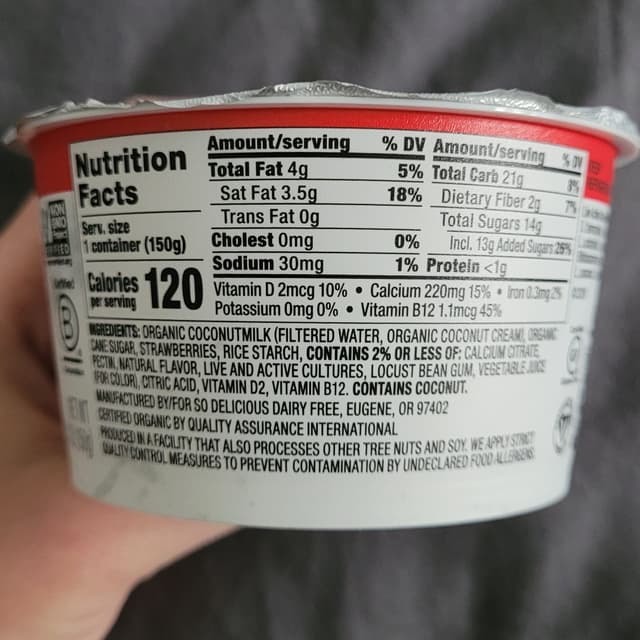 Nutrition
Facts
Serv. size
1 container (150g)
Calories
per serving
120
Amount/serving % DV
Total Fat 4g 5%
Sat Fat 3.5g 18%
Trans Fat 0g
Cholest 0mg 0%
Sodium 30mg 1%
Amount/serving % DV
Total Carb 21g 8%
Dietary Fiber 2g 7%
Total Sugars 14g
Incl. 13g Added Sugars 26%
Protein <1g
Vitamin D 2mcg 10% • Calcium 220mg 15% • Iron 0.3mg 2%
Potassium 0mg 0% • Vitamin B12 1.1mcg 45%
INGREDIENTS: ORGANIC COCONUTMILK (FILTERED WATER, ORGANIC COCONUT CREAM), ORGANIC
CANE SUGAR, STRAWBERRIES, RICE STARCH, CONTAINS 2% OR LESS OF: CALCIUM CITRATE,
PECTIN, NATURAL FLAVOR, LIVE AND ACTIVE CULTURES, LOCUST BEAN GUM, VEGETABLE JUICE
(FOR COLOR), CITRIC ACID, VITAMIN D2, VITAMIN B12. CONTAINS COCONUT.
MANUFACTURED BY/FOR SO DELICIOUS DAIRY FREE, EUGENE, OR 97402
CERTIFIED ORGANIC BY QUALITY ASSURANCE INTERNATIONAL
PRODUCED IN A FACILITY THAT ALSO PROCESSES OTHER TREE NUTS AND SOY. WE APPLY STRICT
QUALITY CONTROL MEASURES TO PREVENT CONTAMINATION BY UNDECLARED FOOD ALLERGENS.
NON
Certified
B
NET WT